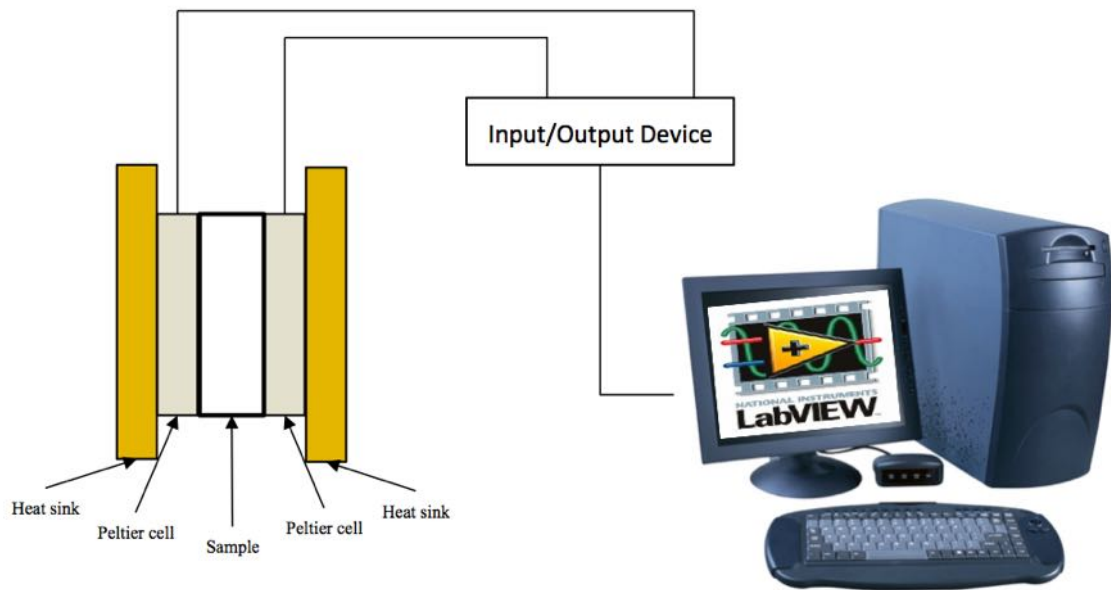 Input/Output Device
NATIONAL INSTRUMENTS
LabVIEW
Heat sink
Peltier cell
Sample
Peltier cell
Heat sink